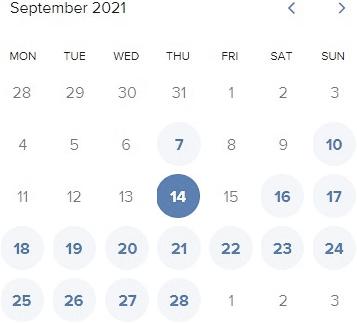 September 2021
MON TUE WED THU FRI SAT SUN
28 29 30 31 1 2 3
4 5 6 7 8 9 10
11 12 13 14 15 16 17
18 19 20 21 22 23 24
25 26 27 28 1 2 3